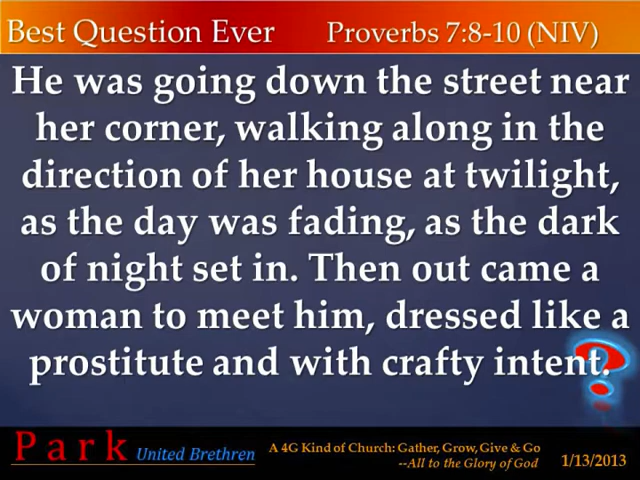 Best Question Ever Proverbs 7:8-10 (NIV)
He was going down the street near
her corner, walking along in the
direction of her house at twilight,
as the day was fading, as the dark
of night set in. Then out came a
woman to meet him, dressed like a
prostitute and with crafty intent.
?
Park United Brethren
A 4G Kind of Church: Gather, Grow, Give & Go
--All to the Glory of God
1/13/2013